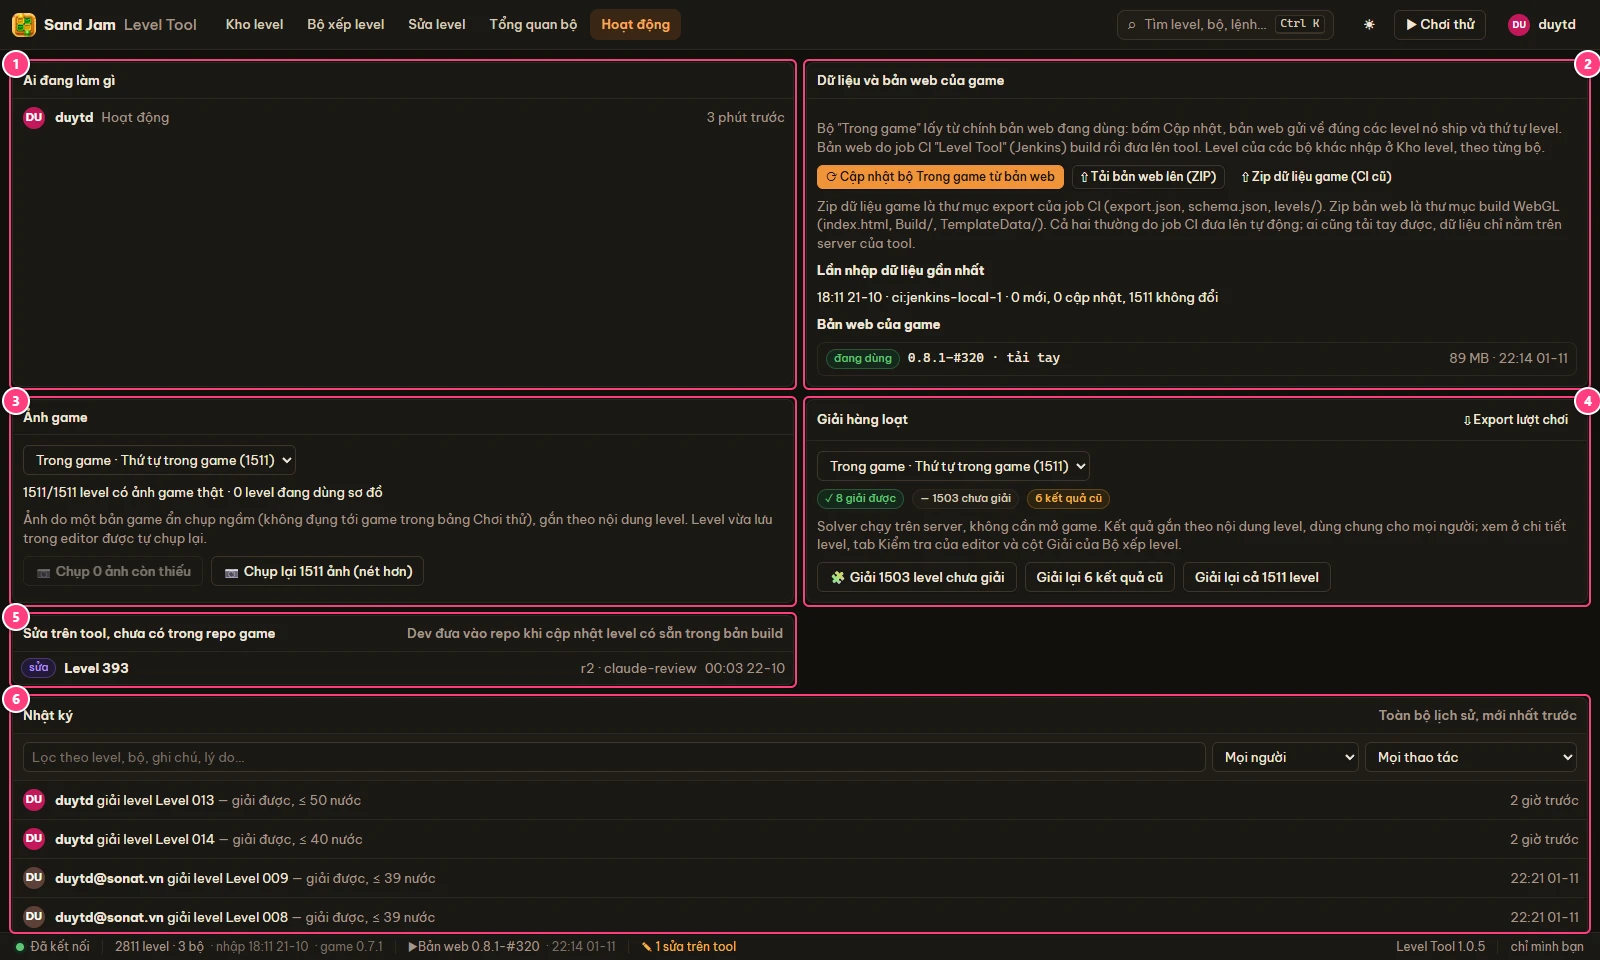 Sand Jam Level Tool Kho level Bộ xếp level Sửa level Tổng quan bộ Hoạt động Tìm level, bộ, lệnh... Ctrl K ▶ Chơi thử DU duytd
1
Ai đang làm gì
DU duytd Hoạt động 3 phút trước
2
Dữ liệu và bản web của game
Bộ "Trong game" lấy từ chính bản web đang dùng: bấm Cập nhật, bản web gửi về đúng các level nó ship và thứ tự level.
Bản web do job CI "Level Tool" (Jenkins) build rồi đưa lên tool. Level của các bộ khác nhập ở Kho level, theo từng bộ.
⟳ Cập nhật bộ Trong game từ bản web ⇧ Tải bản web lên (ZIP) ⇧ Zip dữ liệu game (CI cũ)
Zip dữ liệu game là thư mục export của job CI (export.json, schema.json, levels/). Zip bản web là thư mục build WebGL
(index.html, Build/, TemplateData/). Cả hai thường do job CI đưa lên tự động; ai cũng tải tay được, dữ liệu chỉ nằm trên
server của tool.
Lần nhập dữ liệu gần nhất
18:11 21-10 · ci:jenkins-local-1 · 0 mới, 0 cập nhật, 1511 không đổi
Bản web của game
đang dùng 0.8.1-#320 · tải tay 89 MB · 22:14 01-11
3
Ảnh game
Trong game · Thứ tự trong game (1511)
1511/1511 level có ảnh game thật · 0 level đang dùng sơ đồ
Ảnh do một bản game ẩn chụp ngầm (không đụng tới game trong bảng Chơi thử), gắn theo nội dung level. Level vừa lưu
trong editor được tự chụp lại.
Chụp 0 ảnh còn thiếu Chụp lại 1511 ảnh (nét hơn)
4
Giải hàng loạt ⇩ Export lượt chơi
Trong game · Thứ tự trong game (1511)
✓ 8 giải được — 1503 chưa giải 6 kết quả cũ
Solver chạy trên server, không cần mở game. Kết quả gắn theo nội dung level, dùng chung cho mọi người; xem ở chi tiết
level, tab Kiểm tra của editor và cột Giải của Bộ xếp level.
Giải 1503 level chưa giải Giải lại 6 kết quả cũ Giải lại cả 1511 level
5
Sửa trên tool, chưa có trong repo game Dev đưa vào repo khi cập nhật level có sẵn trong bản build
sửa Level 393 r2 · claude-review 00:03 22-10
6
Nhật ký Toàn bộ lịch sử, mới nhất trước
Lọc theo level, bộ, ghi chú, lý do... Mọi người Mọi thao tác
DU duytd giải level Level 013 — giải được, ≤ 50 nước 2 giờ trước
DU duytd giải level Level 014 — giải được, ≤ 40 nước 2 giờ trước
DU duytd@sonat.vn giải level Level 009 — giải được, ≤ 39 nước 22:21 01-11
DU duytd@sonat.vn giải level Level 008 — giải được, ≤ 39 nước 22:21 01-11
Đã kết nối 2811 level · 3 bộ · nhập 18:11 21-10 · game 0.7.1 ▶Bản web 0.8.1-#320 · 22:14 01-11 1 sửa trên tool Level Tool 1.0.5 chỉ mình bạn